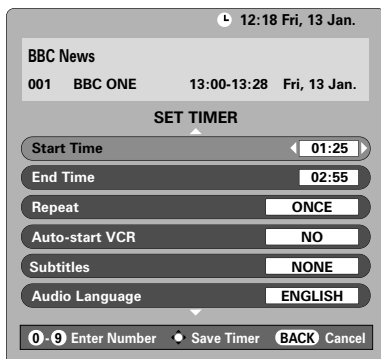 12:18 Fri, 13 Jan.
BBC News
001 BBC ONE 13:00-13:28 Fri, 13 Jan.
SET TIMER
Start Time 01:25
End Time 02:55
Repeat ONCE
Auto-start VCR NO
Subtitles NONE
Audio Language ENGLISH
0-9 Enter Number Save Timer BACK Cancel